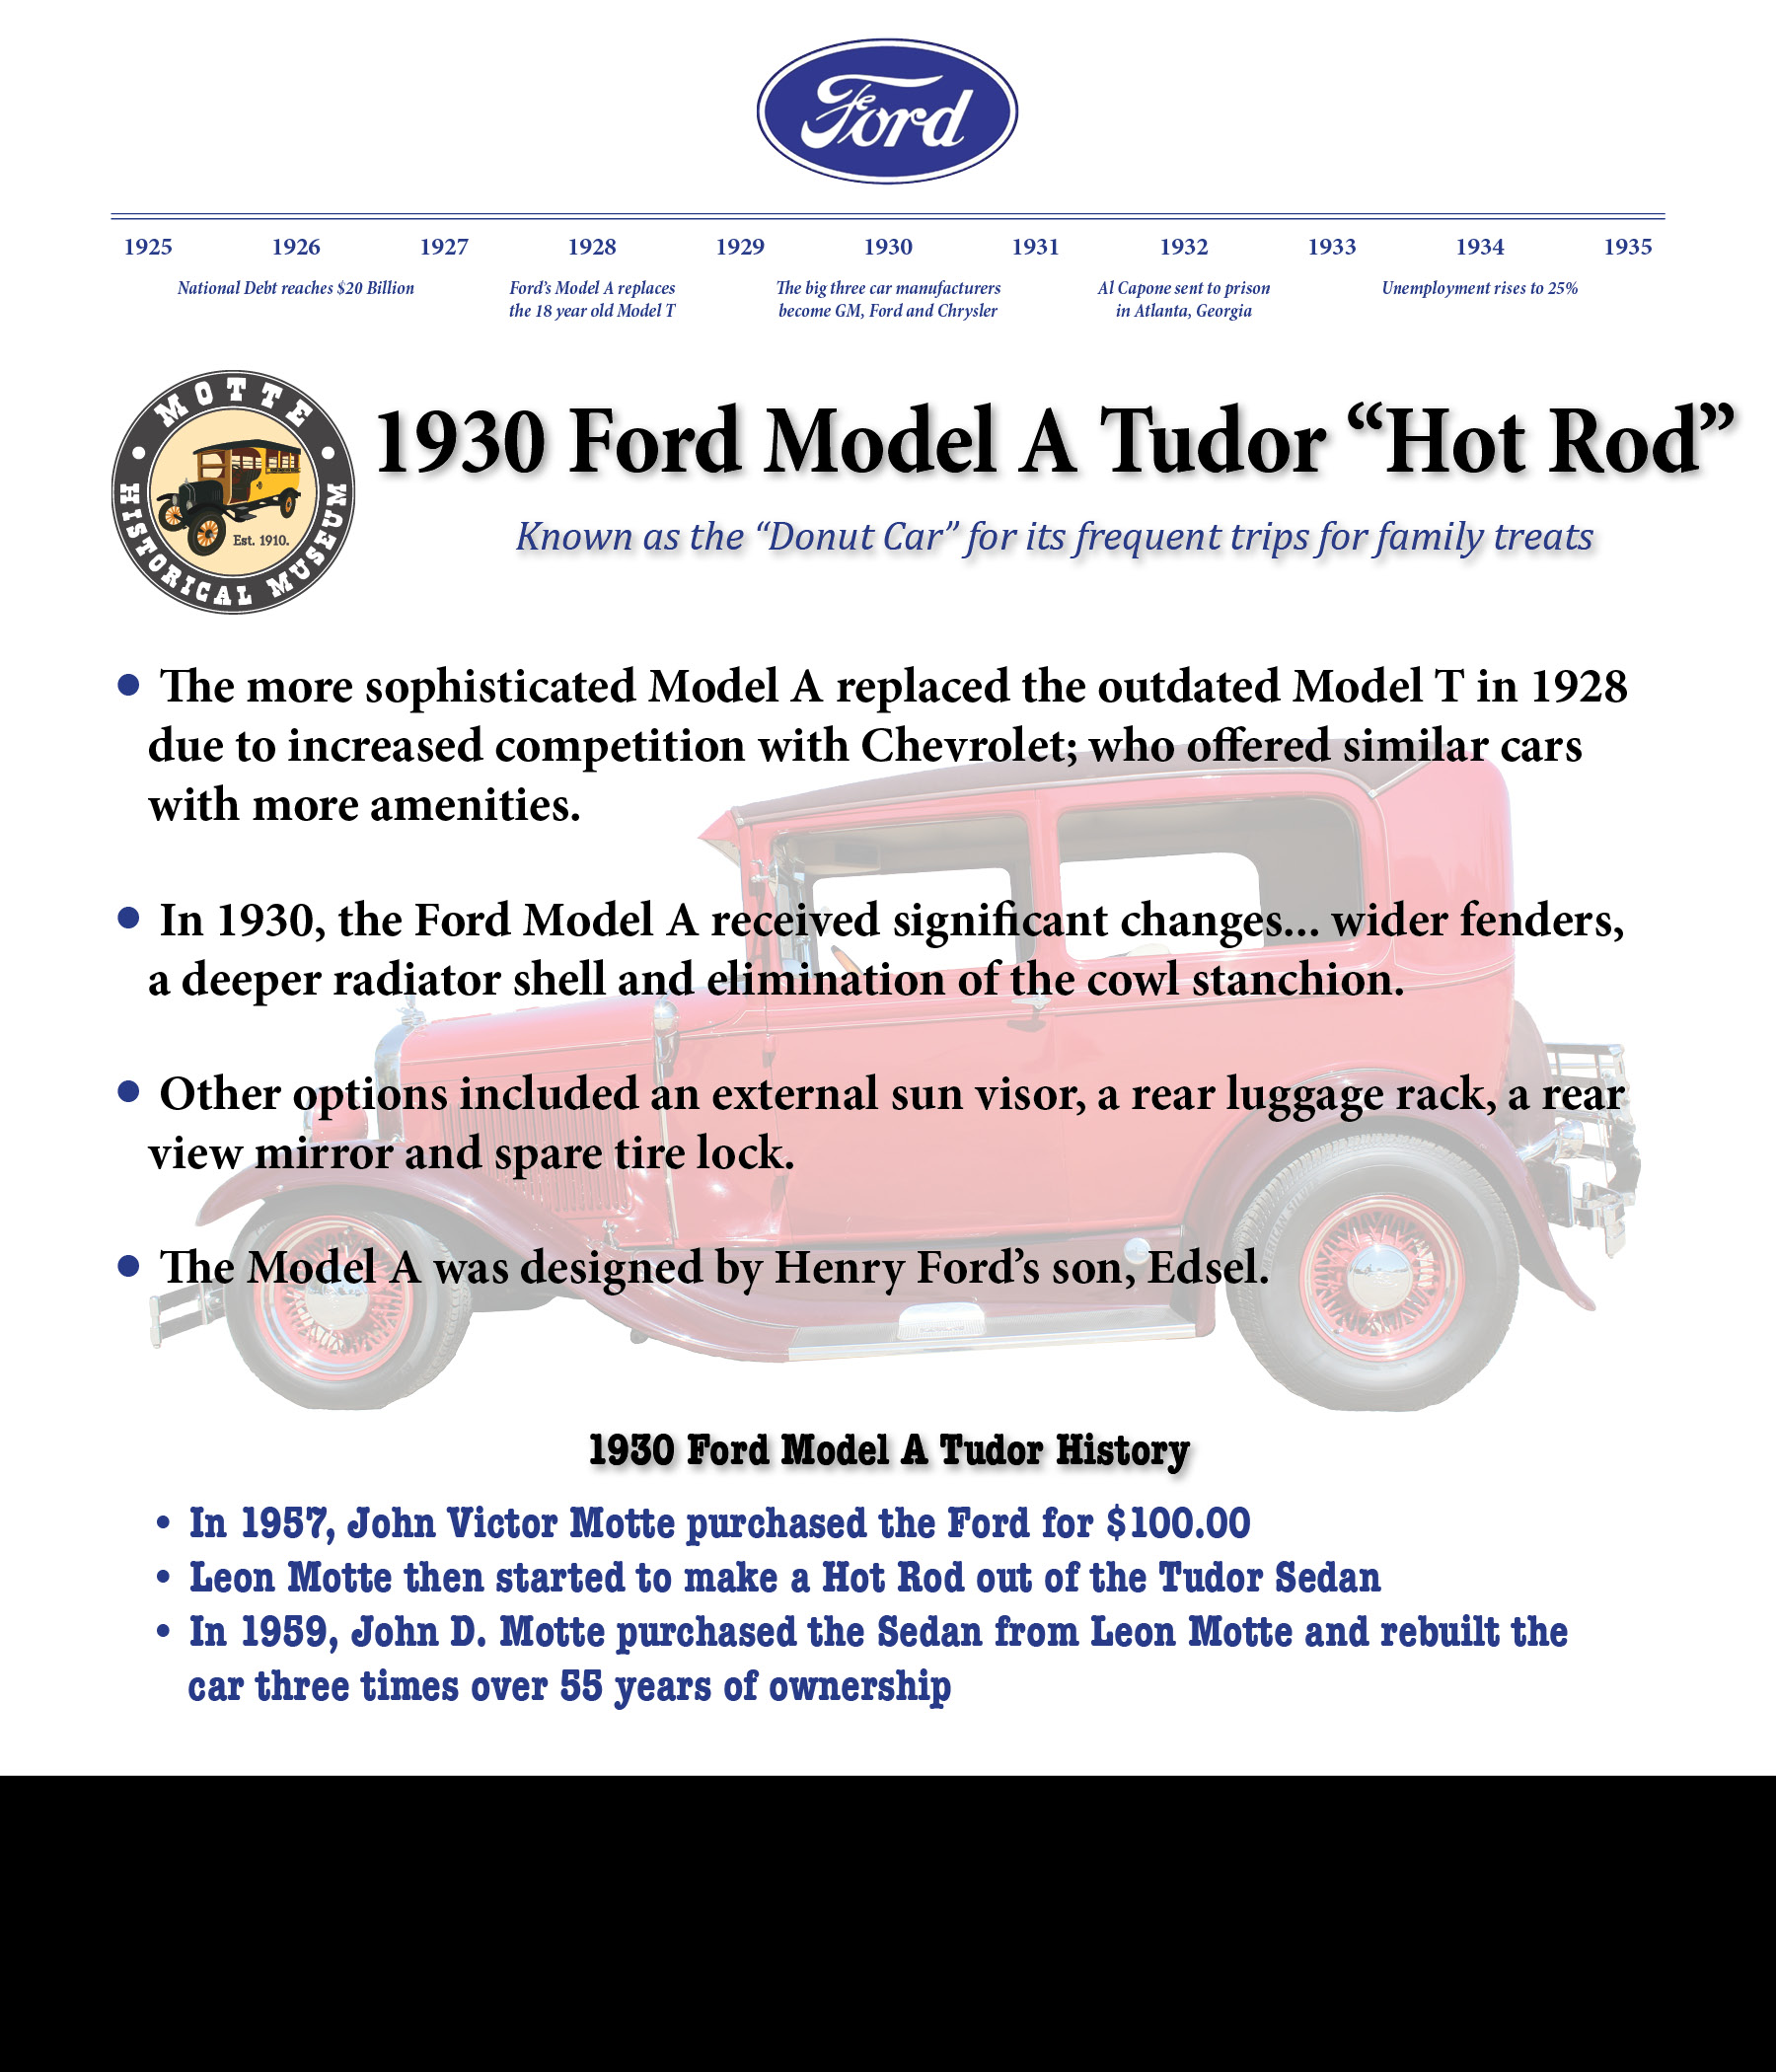 Ford
1925 1926 1927 1928 1929 1930 1931 1932 1933 1934 1935
National Debt reaches $20 Billion
Ford's Model A replaces
the 18 year old Model T
The big three car manufacturers
become GM, Ford and Chrysler
Al Capone sent to prison
in Atlanta, Georgia
Unemployment rises to 25%
MOTTE
HISTORICAL MUSEUM
Est. 1910.
1930 Ford Model A Tudor “Hot Rod”
Known as the “Donut Car” for its frequent trips for family treats
• The more sophisticated Model A replaced the outdated Model T in 1928
due to increased competition with Chevrolet; who offered similar cars
with more amenities.
• In 1930, the Ford Model A received significant changes... wider fenders,
a deeper radiator shell and elimination of the cowl stanchion.
• Other options included an external sun visor, a rear luggage rack, a rear
view mirror and spare tire lock.
• The Model A was designed by Henry Ford’s son, Edsel.
1930 Ford Model A Tudor History
• In 1957, John Victor Motte purchased the Ford for $100.00
• Leon Motte then started to make a Hot Rod out of the Tudor Sedan
• In 1959, John D. Motte purchased the Sedan from Leon Motte and rebuilt the
car three times over 55 years of ownership